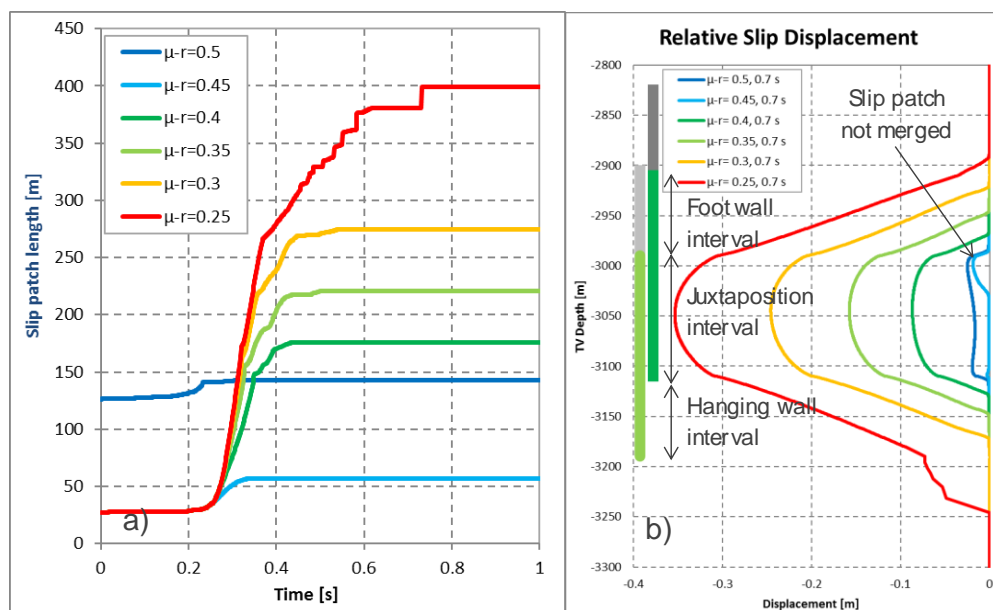 450
400
350
300
250
200
150
100
50
0
Slip patch length [m]
μ-r=0.5
μ-r=0.45
μ-r=0.4
μ-r=0.35
μ-r=0.3
μ-r=0.25
a)
0
0.2
0.4
0.6
0.8
1
Time [s]
Relative Slip Displacement
-2800
-2850
-2900
-2950
-3000
-3050
-3100
-3150
-3200
-3250
-3300
TV Depth [m]
μ-r= 0.5, 0.7 s
μ-r= 0.45, 0.7 s
μ-r= 0.4, 0.7 s
μ-r= 0.35, 0.7 s
μ-r= 0.3, 0.7 s
μ-r= 0.25, 0.7 s
Slip patch
not merged
Foot wall
interval
Juxtaposition
interval
Hanging wall
interval
b)
-0.4
-0.3
-0.2
-0.1
0
Displacement [m]